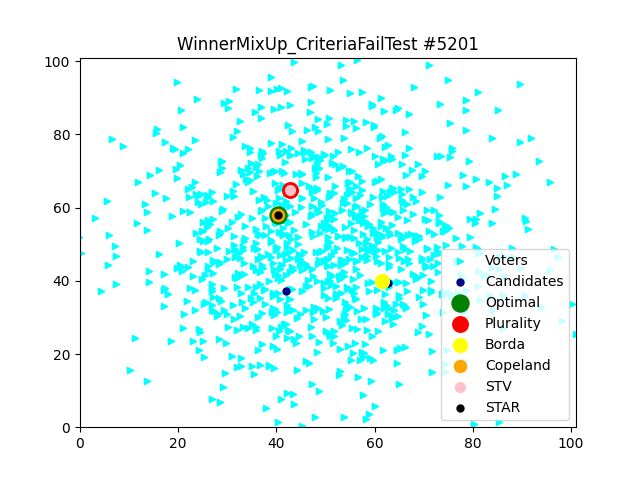 WinnerMixUp_CriteriaFailTest #5201
100
80
60
40
20
0
0
20
40
60
80
100
Voters
Candidates
Optimal
Plurality
Borda
Copeland
STV
STAR